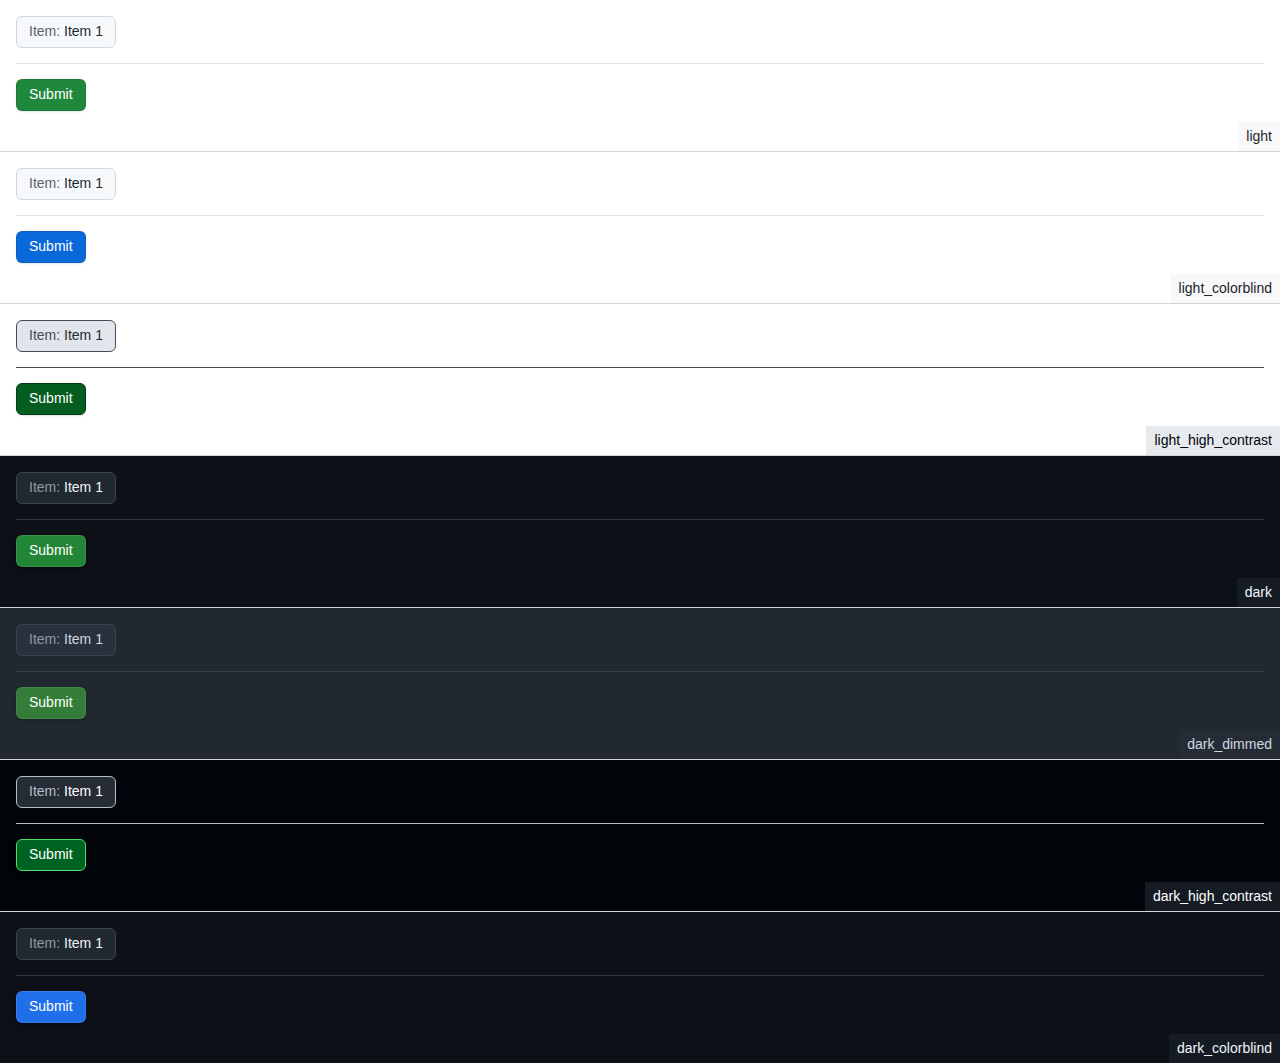 Item: Item 1
Submit
light
Item: Item 1
Submit
light_colorblind
Item: Item 1
Submit
light_high_contrast
Item: Item 1
Submit
dark
Item: Item 1
Submit
dark_dimmed
Item: Item 1
Submit
dark_high_contrast
Item: Item 1
Submit
dark_colorblind